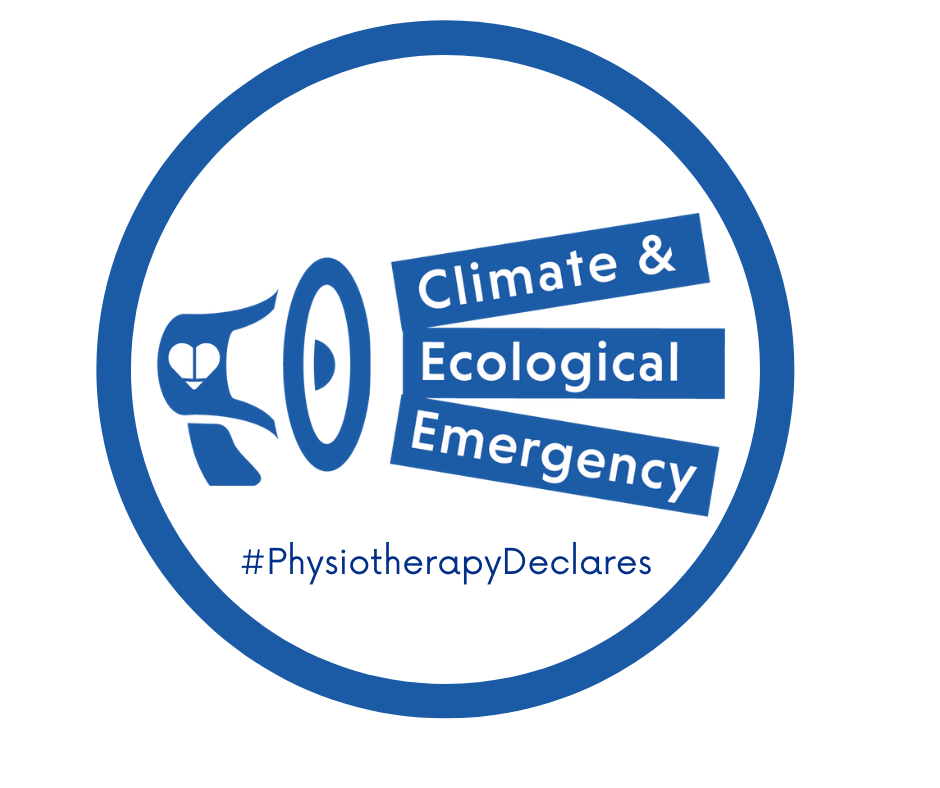 Climate &
Ecological
Emergency
#PhysiotherapyDeclares